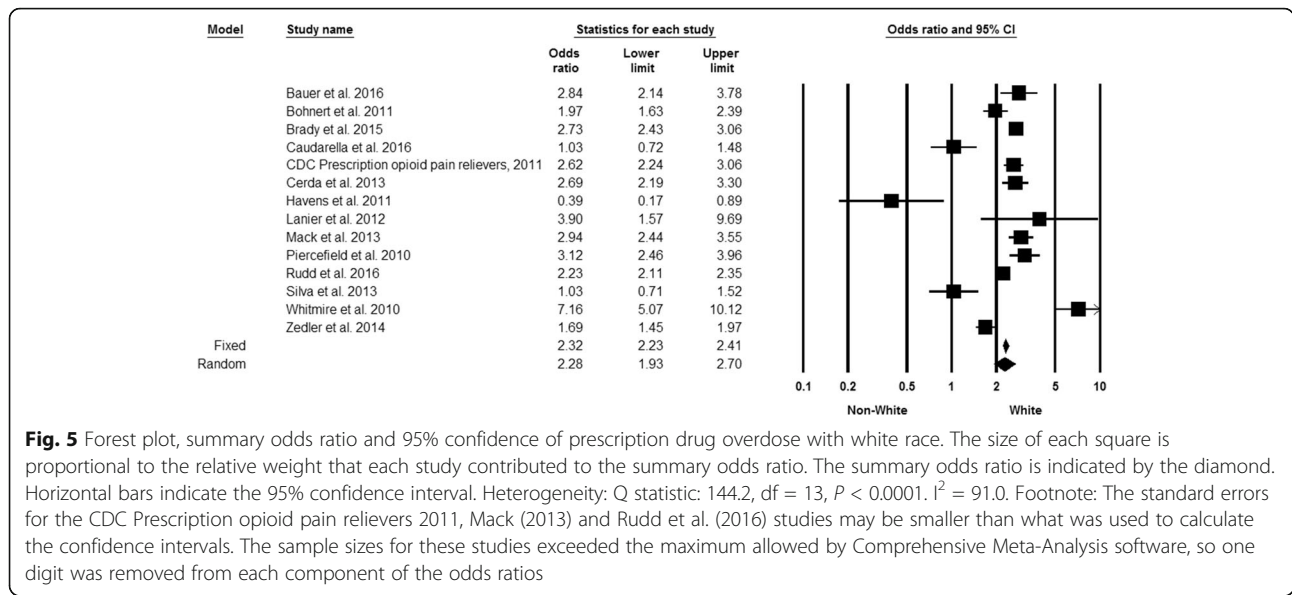 Model Study name Statistics for each study Odds ratio and 95% CI
Odds ratio Lower limit Upper limit
Bauer et al. 2016 2.84 2.14 3.78
Bohnert et al. 2011 1.97 1.63 2.39
Brady et al. 2015 2.73 2.43 3.06
Caudarella et al. 2016 1.03 0.72 1.48
CDC Prescription opioid pain relievers, 2011 2.62 2.24 3.06
Cerda et al. 2013 2.69 2.19 3.30
Havens et al. 2011 0.39 0.17 0.89
Lanier et al. 2012 3.90 1.57 9.69
Mack et al. 2013 2.94 2.44 3.55
Piercefield et al. 2010 3.12 2.46 3.96
Rudd et al. 2016 2.23 2.11 2.35
Silva et al. 2013 1.03 0.71 1.52
Whitmire et al. 2010 7.16 5.07 10.12
Zedler et al. 2014 1.69 1.45 1.97
Fixed 2.32 2.23 2.41
Random 2.28 1.93 2.70
0.1 0.2 0.5 1 2 5 10
Non-White White
Fig. 5 Forest plot, summary odds ratio and 95% confidence of prescription drug overdose with white race. The size of each square is
proportional to the relative weight that each study contributed to the summary odds ratio. The summary odds ratio is indicated by the diamond.
Horizontal bars indicate the 95% confidence interval. Heterogeneity: Q statistic: 144.2, df = 13, P < 0.0001. I² = 91.0. Footnote: The standard errors
for the CDC Prescription opioid pain relievers 2011, Mack (2013) and Rudd et al. (2016) studies may be smaller than what was used to calculate
the confidence intervals. The sample sizes for these studies exceeded the maximum allowed by Comprehensive Meta-Analysis software, so one
digit was removed from each component of the odds ratios